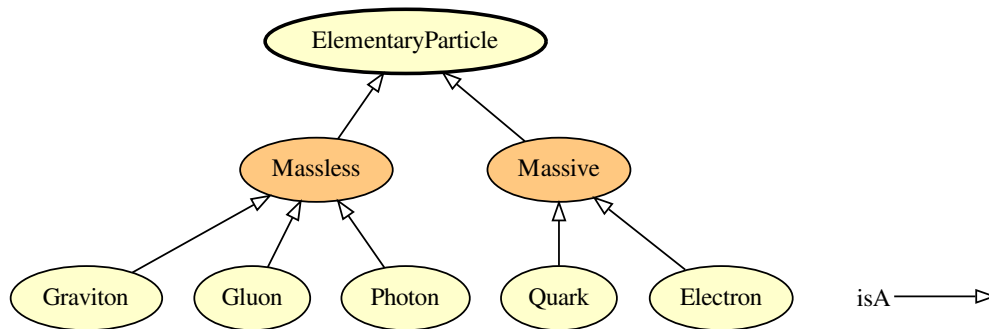 ElementaryParticle
Massless
Massive
Graviton
Gluon
Photon
Quark
Electron
isA